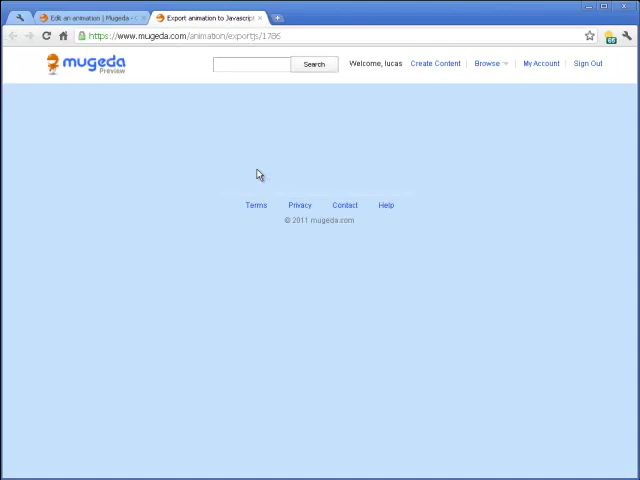 Edit an animation | Mugeda -
Export animation to Javascript
https://www.mugeda.com/animation/exportjs/1786
mugeda
Preview
Search
Welcome, lucas
Create Content
Browse
My Account
Sign Out
Terms
Privacy
Contact
Help
© 2011 mugeda.com